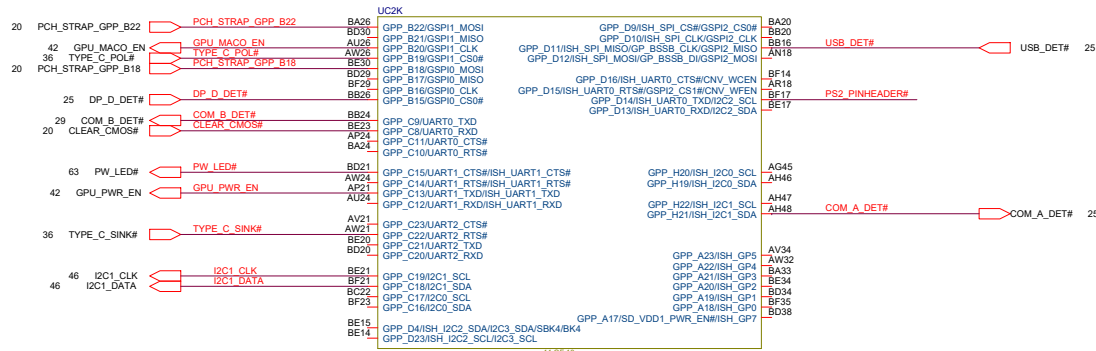 UC2K
20 PCH_STRAP_GPP_B22 PCH_STRAP_GPP_B22 BA26 GPP_B22/GSPI1_MOSI
BD30 GPP_B21/GSPI1_MISO
42 GPU_MACO_EN GPU_MACO_EN AU26 GPP_B20/GSPI1_CLK
36 TYPE_C_POL# TYPE_C_POL# AW26 GPP_B19/GSPI1_CS0#
20 PCH_STRAP_GPP_B18 PCH_STRAP_GPP_B18 BE30 GPP_B18/GSPI0_MOSI
BD29 GPP_B17/GSPI0_MISO
BF29 GPP_B16/GSPI0_CLK
25 DP_D_DET# DP_D_DET# BB26 GPP_B15/GSPI0_CS0#
29 COM_B_DET# COM_B_DET# BB24 GPP_C9/UART0_TXD
20 CLEAR_CMOS# CLEAR_CMOS# BE23 GPP_C8/UART0_RXD
AP24 GPP_C11/UART0_CTS#
BA24 GPP_C10/UART0_RTS#
63 PW_LED# PW_LED# BD21 GPP_C15/UART1_CTS#/ISH_UART1_CTS#
AW24 GPP_C14/UART1_RTS#/ISH_UART1_RTS#
42 GPU_PWR_EN GPU_PWR_EN AP21 GPP_C13/UART1_TXD/ISH_UART1_TXD
AU24 GPP_C12/UART1_RXD/ISH_UART1_RXD
AV21 GPP_C23/UART2_CTS#
36 TYPE_C_SINK# TYPE_C_SINK# AW21 GPP_C22/UART2_RTS#
BE20 GPP_C21/UART2_TXD
BD20 GPP_C20/UART2_RXD
46 I2C1_CLK I2C1_CLK BE21 GPP_C19/I2C1_SCL
46 I2C1_DATA I2C1_DATA BF21 GPP_C18/I2C1_SDA
BC22 GPP_C17/I2C0_SCL
BF23 GPP_C16/I2C0_SDA
BE15 GPP_D4/ISH_I2C2_SDA/I2C3_SDA/SBK4/BK4
BE14 GPP_D23/ISH_I2C2_SCL/I2C3_SCL
GPP_D9/ISH_SPI_CS#/GSPI2_CS0# BA20
GPP_D10/ISH_SPI_CLK/GSPI2_CLK BB20
GPP_D11/ISH_SPI_MISO/GP_BSSB_CLK/GSPI2_MISO BB16 USB_DET# USB_DET# 25
GPP_D12/ISH_SPI_MOSI/GP_BSSB_DI/GSPI2_MOSI AN18
GPP_D16/ISH_UART0_CTS#/CNV_WCEN BF14
GPP_D15/ISH_UART0_RTS#/GSPI2_CS1#/CNV_WFEN AR18
GPP_D14/ISH_UART0_TXD/I2C2_SCL BF17 PS2_PINHEADER#
GPP_D13/ISH_UART0_RXD/I2C2_SDA BE17
GPP_H20/ISH_I2C0_SCL AG45
GPP_H19/ISH_I2C0_SDA AH46
GPP_H22/ISH_I2C1_SCL AH47
GPP_H21/ISH_I2C1_SDA AH48 COM_A_DET# COM_A_DET# 25
GPP_A23/ISH_GP5 AV34
GPP_A22/ISH_GP4 AW32
GPP_A21/ISH_GP3 BA33
GPP_A20/ISH_GP2 BE34
GPP_A19/ISH_GP1 BD34
GPP_A18/ISH_GP0 BF35
GPP_A17/SD_VDD1_PWR_EN#/ISH_GP7 BD38